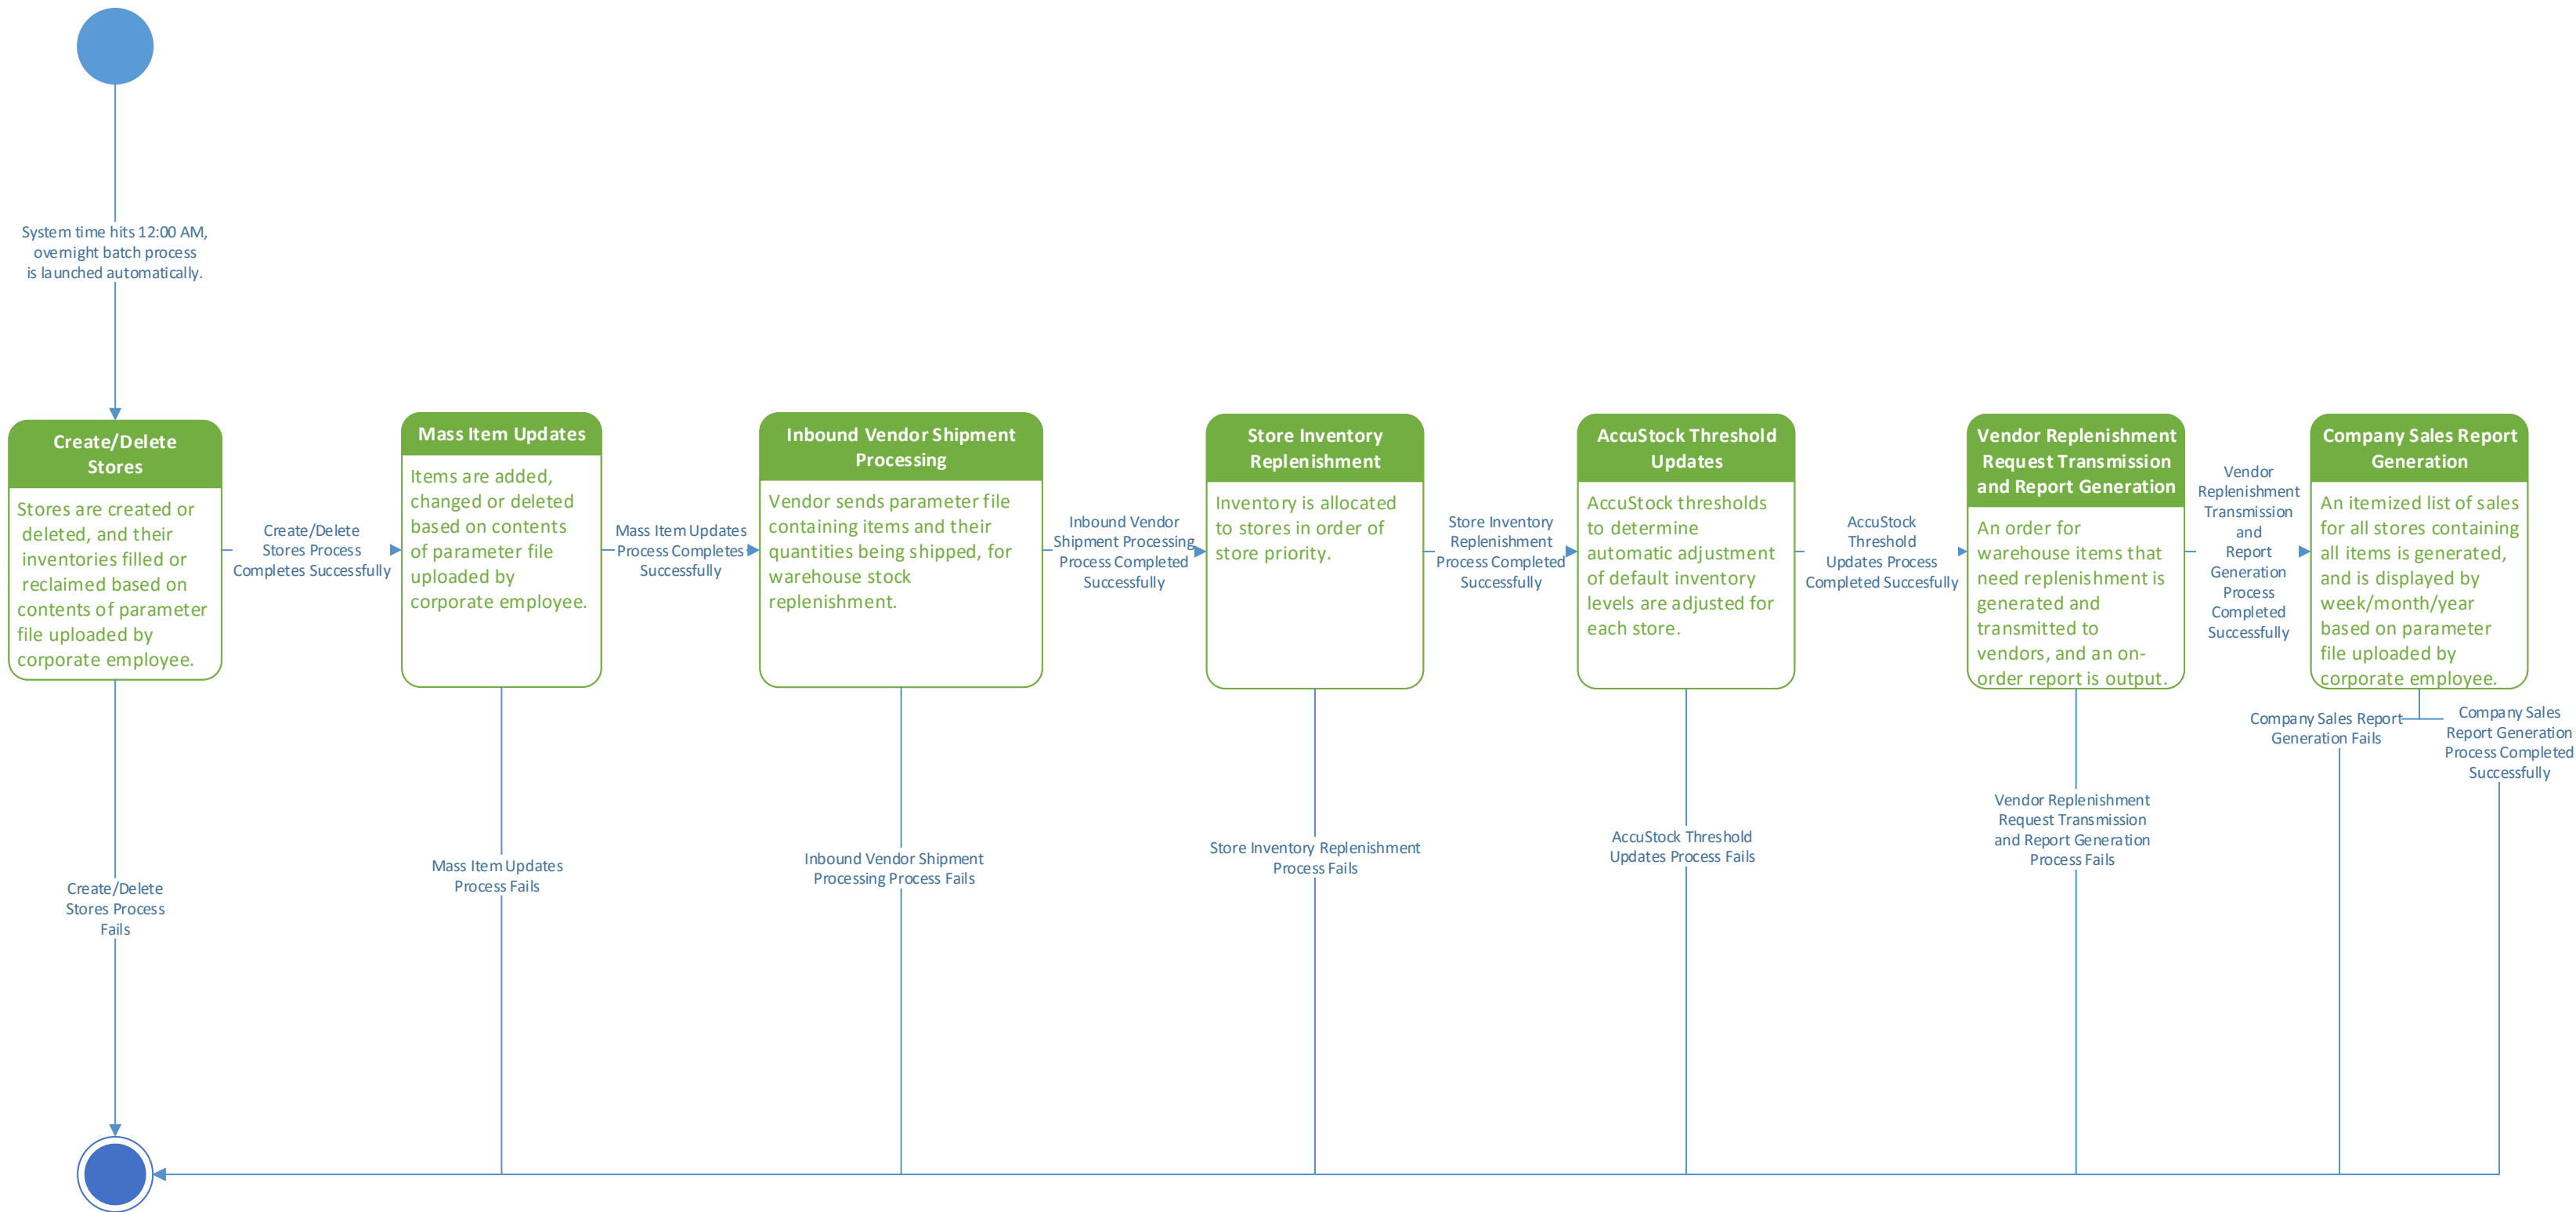 System time hits 12:00 AM,
overnight batch process
is launched automatically.
Create/Delete
Stores
Stores are created or
deleted, and their
inventories filled or
reclaimed based on
contents of parameter
file uploaded by
corporate employee.
Create/Delete
Stores Process
Completes Successfully
Mass Item Updates
Items are added,
changed or deleted
based on contents
of parameter file
uploaded by
corporate employee.
Mass Item Updates
Process Completes
Successfully
Inbound Vendor Shipment
Processing
Vendor sends parameter file
containing items and their
quantities being shipped, for
warehouse stock
replenishment.
Inbound Vendor
Shipment Processing
Process Completed
Successfully
Store Inventory
Replenishment
Inventory is allocated
to stores in order of
store priority.
Store Inventory
Replenishment
Process Completed
Successfully
AccuStock Threshold
Updates
AccuStock thresholds
to determine
automatic adjustment
of default inventory
levels are adjusted for
each store.
AccuStock
Threshold
Updates Process
Completed Succesfully
Vendor Replenishment
Request Transmission
and Report Generation
An order for
warehouse items that
need replenishment is
generated and
transmitted to
vendors, and an on-
order report is output.
Vendor
Replenishment
Transmission
and
Report
Generation
Process
Completed
Successfully
Company Sales Report
Generation
An itemized list of sales
for all stores containing
all items is generated,
and is displayed by
week/month/year
based on parameter
file uploaded by
corporate employee.
Create/Delete
Stores Process
Fails
Mass Item Updates
Process Fails
Inbound Vendor Shipment
Processing Process Fails
Store Inventory Replenishment
Process Fails
AccuStock Threshold
Updates Process Fails
Vendor Replenishment
Request Transmission
and Report Generation
Process Fails
Company Sales Report
Generation Fails
Company Sales
Report Generation
Process Completed
Successfully